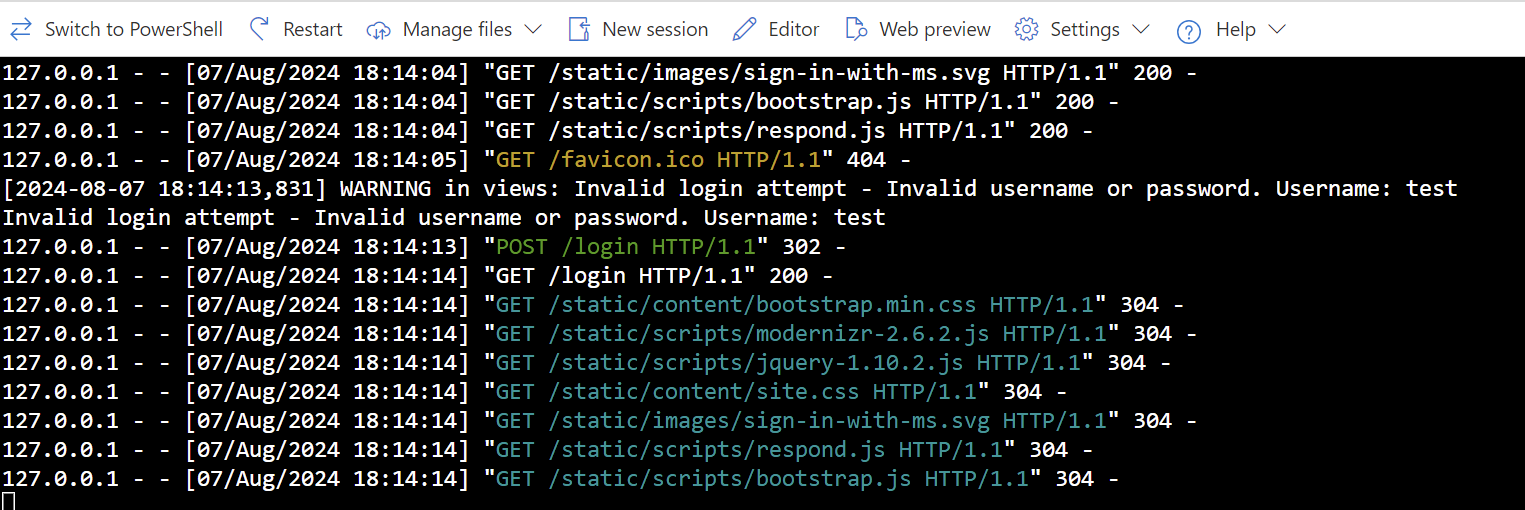 Switch to PowerShell Restart Manage files New session Editor Web preview Settings Help
127.0.0.1 - - [07/Aug/2024 18:14:04] "GET /static/images/sign-in-with-ms.svg HTTP/1.1" 200 -
127.0.0.1 - - [07/Aug/2024 18:14:04] "GET /static/scripts/bootstrap.js HTTP/1.1" 200 -
127.0.0.1 - - [07/Aug/2024 18:14:04] "GET /static/scripts/respond.js HTTP/1.1" 200 -
127.0.0.1 - - [07/Aug/2024 18:14:05] "GET /favicon.ico HTTP/1.1" 404 -
[2024-08-07 18:14:13,831] WARNING in views: Invalid login attempt - Invalid username or password. Username: test
Invalid login attempt - Invalid username or password. Username: test
127.0.0.1 - - [07/Aug/2024 18:14:13] "POST /login HTTP/1.1" 302 -
127.0.0.1 - - [07/Aug/2024 18:14:14] "GET /login HTTP/1.1" 200 -
127.0.0.1 - - [07/Aug/2024 18:14:14] "GET /static/content/bootstrap.min.css HTTP/1.1" 304 -
127.0.0.1 - - [07/Aug/2024 18:14:14] "GET /static/scripts/modernizr-2.6.2.js HTTP/1.1" 304 -
127.0.0.1 - - [07/Aug/2024 18:14:14] "GET /static/scripts/jquery-1.10.2.js HTTP/1.1" 304 -
127.0.0.1 - - [07/Aug/2024 18:14:14] "GET /static/content/site.css HTTP/1.1" 304 -
127.0.0.1 - - [07/Aug/2024 18:14:14] "GET /static/images/sign-in-with-ms.svg HTTP/1.1" 304 -
127.0.0.1 - - [07/Aug/2024 18:14:14] "GET /static/scripts/respond.js HTTP/1.1" 304 -
127.0.0.1 - - [07/Aug/2024 18:14:14] "GET /static/scripts/bootstrap.js HTTP/1.1" 304 -